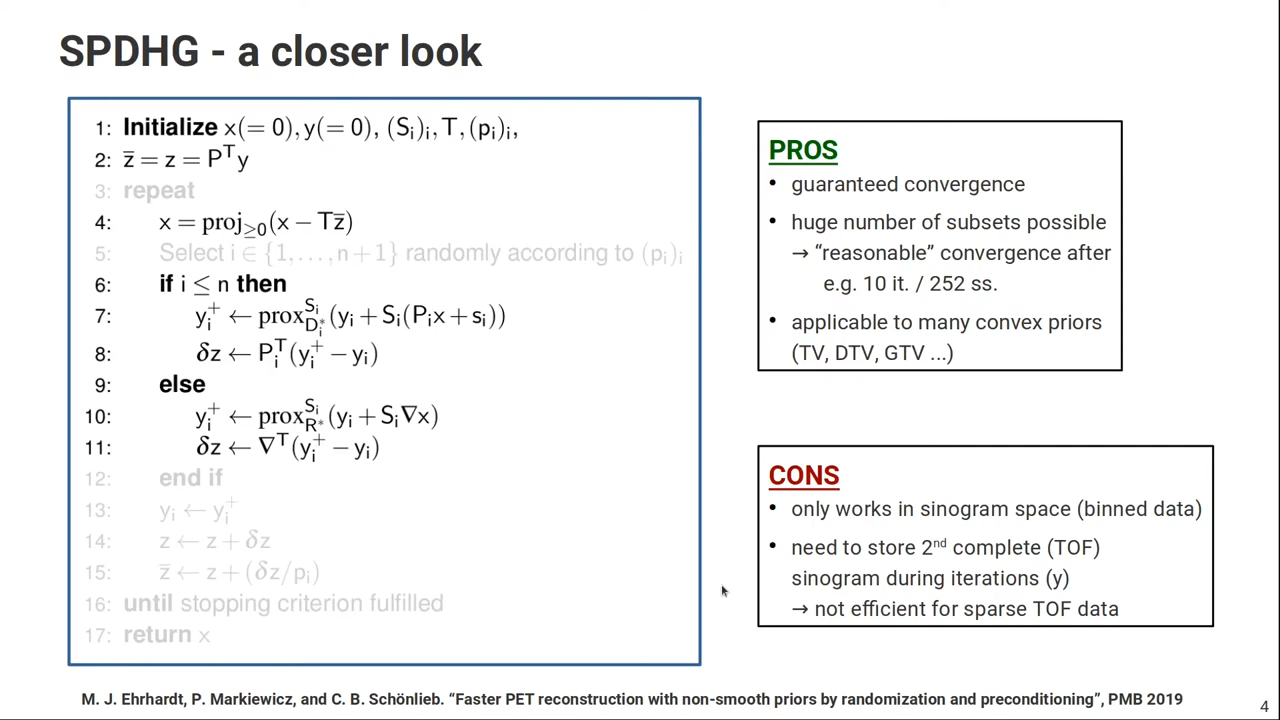 SPDHG - a closer look
1: Initialize x(= 0), y(= 0), (Sᵢ)ᵢ, T, (pᵢ)ᵢ,
2: z̅ = z = Pᵀy
3: repeat
4: x = proj≥0(x − Tz̅)
5: Select i ∈ {1, . . . , n + 1} randomly according to (pᵢ)ᵢ
6: if i ≤ n then
7: yᵢ⁺ ← prox_{Dᵢ*}^{Sᵢ}(yᵢ + Sᵢ(Pᵢx + sᵢ))
8: δz ← Pᵢᵀ(yᵢ⁺ − yᵢ)
9: else
10: yᵢ⁺ ← prox_{R*}^{Sᵢ}(yᵢ + Sᵢ∇x)
11: δz ← ∇ᵀ(yᵢ⁺ − yᵢ)
12: end if
13: yᵢ ← yᵢ⁺
14: z ← z + δz
15: z̅ ← z + (δz/pᵢ)
16: until stopping criterion fulfilled
17: return x
PROS
• guaranteed convergence
• huge number of subsets possible
→ “reasonable” convergence after
e.g. 10 it. / 252 ss.
• applicable to many convex priors
(TV, DTV, GTV ...)
CONS
• only works in sinogram space (binned data)
• need to store 2nd complete (TOF)
sinogram during iterations (y)
→ not efficient for sparse TOF data
M. J. Ehrhardt, P. Markiewicz, and C. B. Schönlieb. “Faster PET reconstruction with non-smooth priors by randomization and preconditioning”, PMB 2019
4